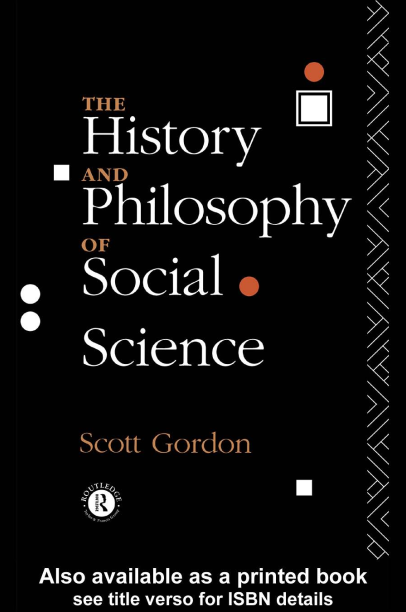 THE
History
AND
Philosophy
OF
Social
Science
Scott Gordon
ROUTLEDGE
R
Also available as a printed book
see title verso for ISBN details